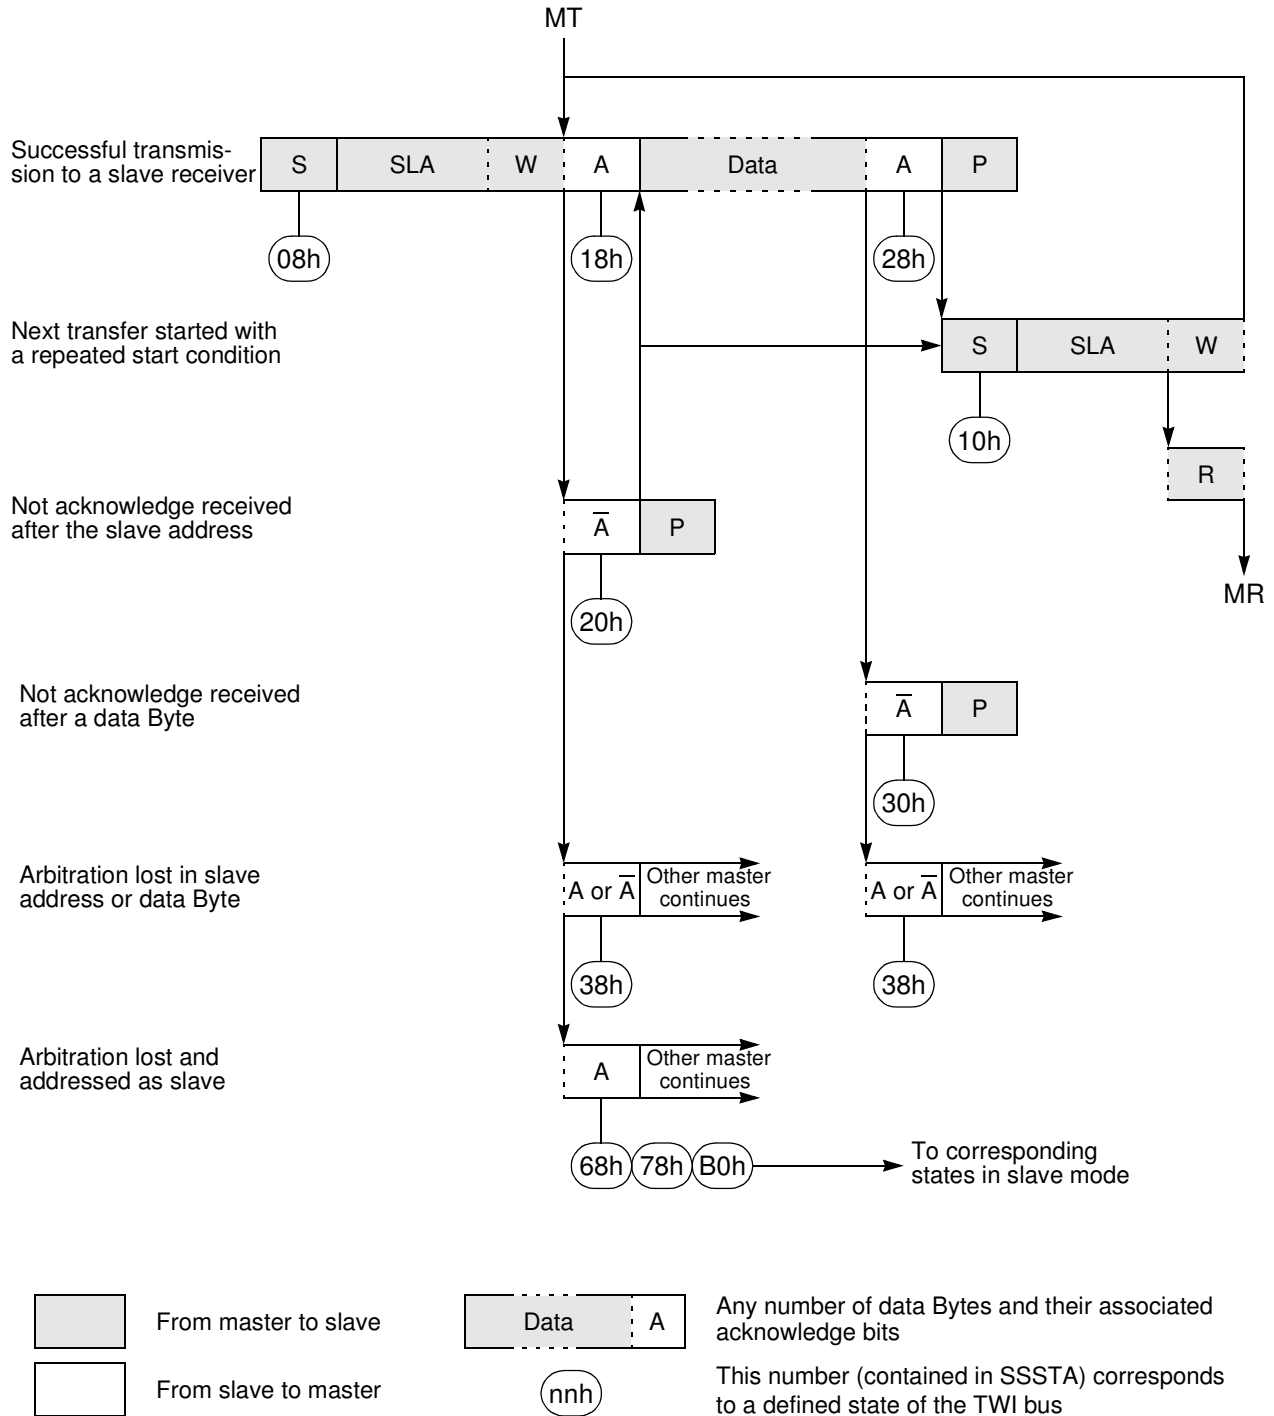 MT
Successful transmis-
sion to a slave receiver
S SLA W A Data A P
08h 18h 28h
Next transfer started with
a repeated start condition
S SLA W
10h
R
MR
Not acknowledge received
after the slave address
A̅ P
20h
Not acknowledge received
after a data Byte
A̅ P
30h
Arbitration lost in slave
address or data Byte
A or A̅ Other master
continues
A or A̅ Other master
continues
38h 38h
Arbitration lost and
addressed as slave
A Other master
continues
68h 78h B0h
To corresponding
states in slave mode
From master to slave
Data A
Any number of data Bytes and their associated
acknowledge bits
From slave to master
nnh
This number (contained in SSSTA) corresponds
to a defined state of the TWI bus